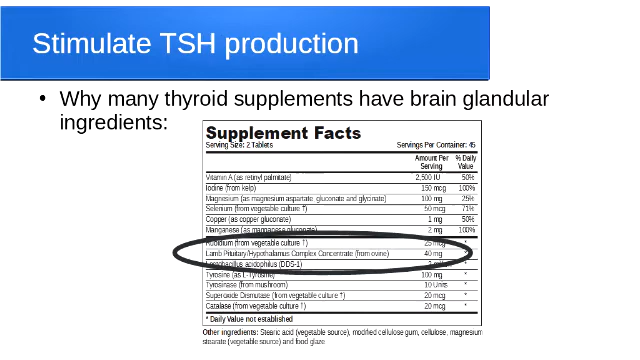 Stimulate TSH production
• Why many thyroid supplements have brain glandular
ingredients:
Supplement Facts
Serving Size: 2 Tablets Servings Per Container: 45
Amount Per Serving % Daily Value
Vitamin A (as retinyl palmitate) 2,500 IU 50%
Iodine (from kelp) 150 mcg 100%
Magnesium (as magnesium aspartate, gluconate and glycinate) 100 mg 25%
Selenium (from vegetable culture †) 50 mcg 71%
Copper (as copper gluconate) 1 mg 50%
Manganese (as manganese gluconate) 2 mg 100%
Rubidium (from vegetable culture †) 25 mcg *
Lamb Pituitary/Hypothalamus Complex Concentrate (from ovine) 40 mg *
Lactobacillus acidophilus (DDS-1) *
Tyrosine (as L-Tyrosine) 100 mg *
Tyrosinase (from mushroom) 10 Units *
Superoxide Dismutase (from vegetable culture †) 20 mcg *
Catalase (from vegetable culture †) 20 mcg *
* Daily Value not established
Other ingredients: Stearic acid (vegetable source), modified cellulose gum, cellulose, magnesium
stearate (vegetable source) and food glaze